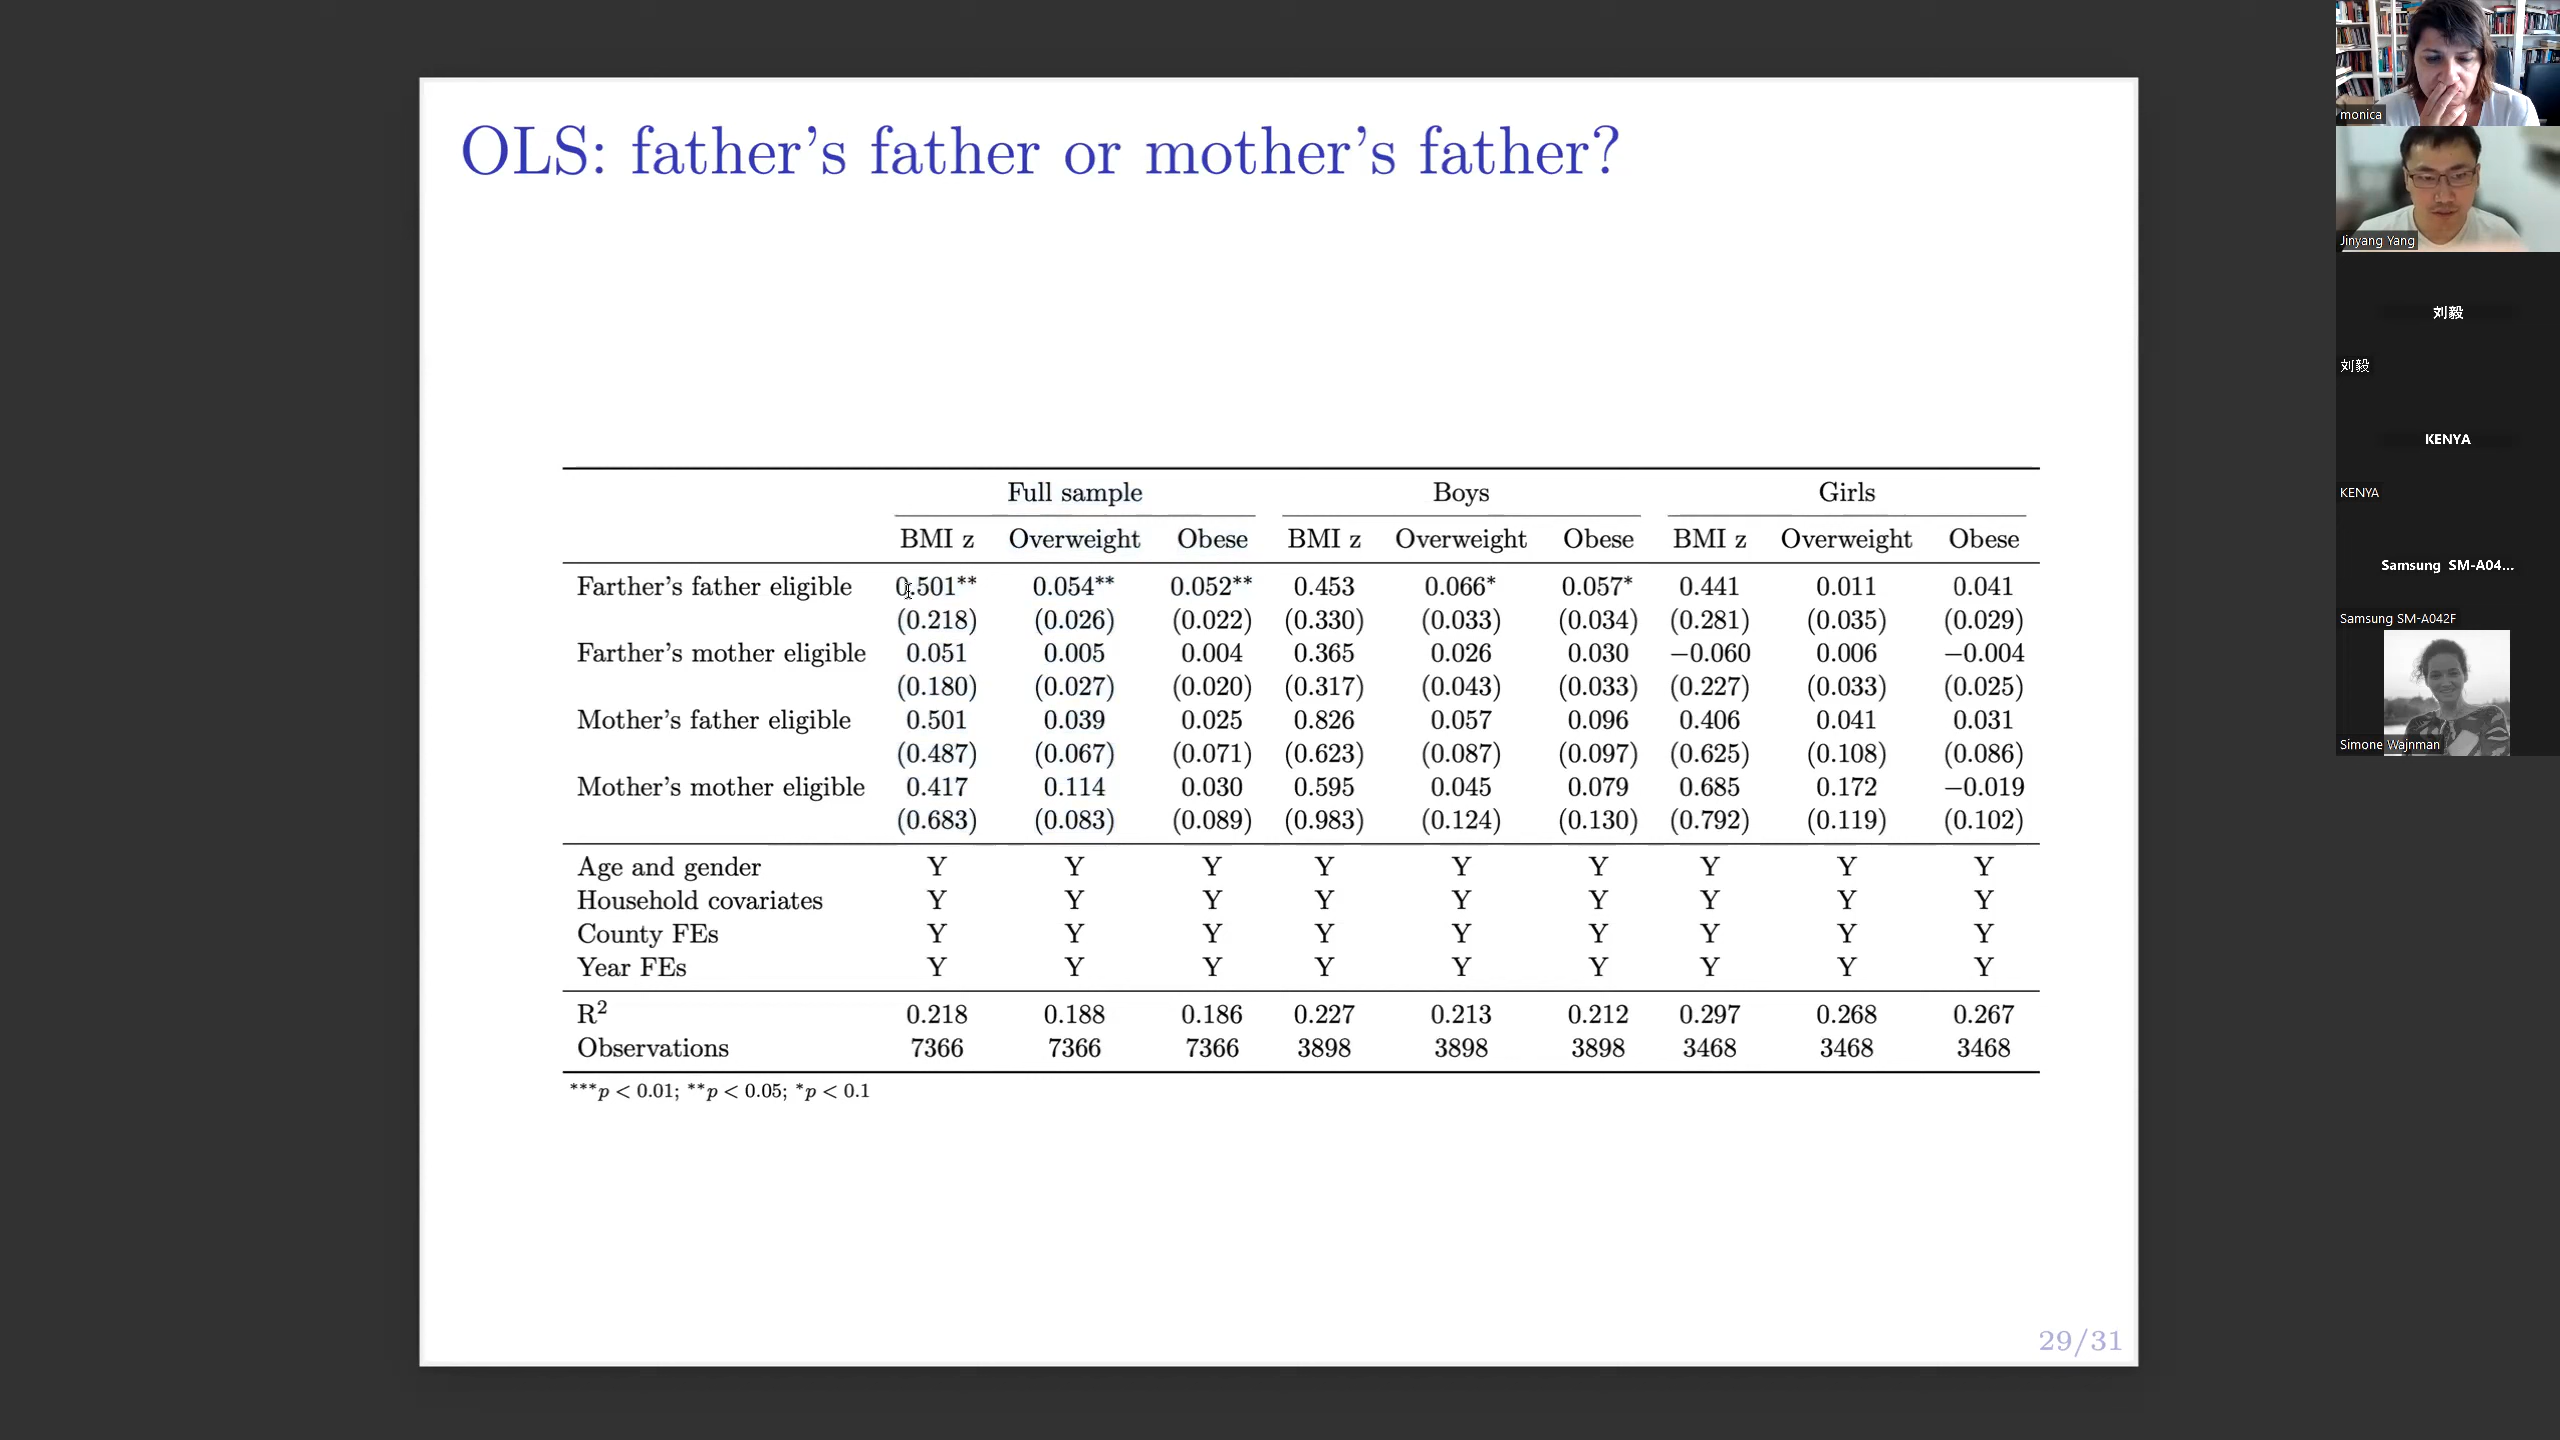 OLS: father's father or mother's father?
Full sample Boys Girls
BMI z Overweight Obese BMI z Overweight Obese BMI z Overweight Obese
Farther's father eligible 0.501** 0.054** 0.052** 0.453 0.066* 0.057* 0.441 0.011 0.041
(0.218) (0.026) (0.022) (0.330) (0.033) (0.034) (0.281) (0.035) (0.029)
Farther's mother eligible 0.051 0.005 0.004 0.365 0.026 0.030 −0.060 0.006 −0.004
(0.180) (0.027) (0.020) (0.317) (0.043) (0.033) (0.227) (0.033) (0.025)
Mother's father eligible 0.501 0.039 0.025 0.826 0.057 0.096 0.406 0.041 0.031
(0.487) (0.067) (0.071) (0.623) (0.087) (0.097) (0.625) (0.108) (0.086)
Mother's mother eligible 0.417 0.114 0.030 0.595 0.045 0.079 0.685 0.172 −0.019
(0.683) (0.083) (0.089) (0.983) (0.124) (0.130) (0.792) (0.119) (0.102)
Age and gender Y Y Y Y Y Y Y Y Y
Household covariates Y Y Y Y Y Y Y Y Y
County FEs Y Y Y Y Y Y Y Y Y
Year FEs Y Y Y Y Y Y Y Y Y
R² 0.218 0.188 0.186 0.227 0.213 0.212 0.297 0.268 0.267
Observations 7366 7366 7366 3898 3898 3898 3468 3468 3468
***p < 0.01; **p < 0.05; *p < 0.1
29/31
monica
Jinyang Yang
刘毅
刘毅
KENYA
KENYA
Samsung SM-A04...
Samsung SM-A042F
Simone Wajnman